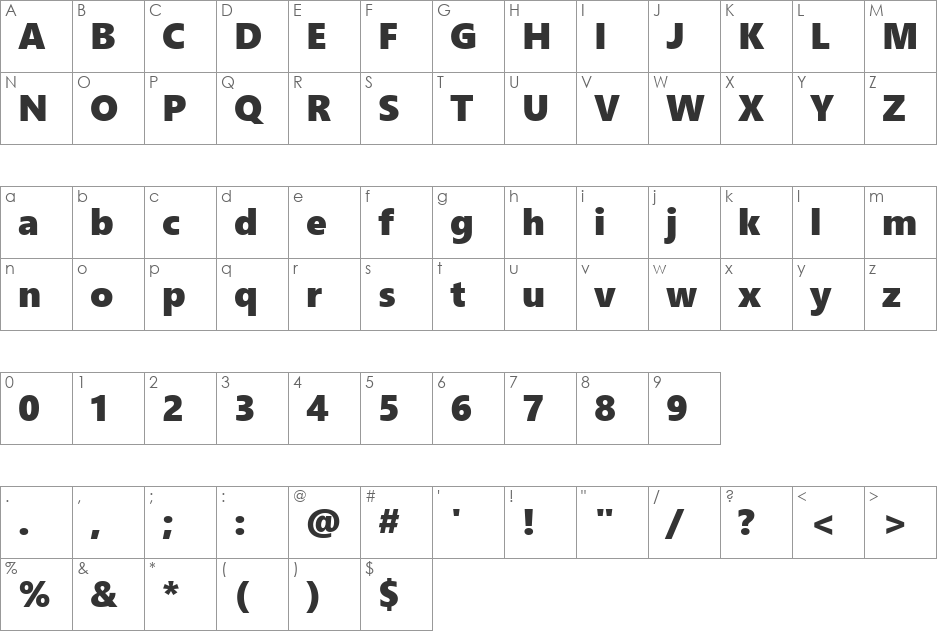 A B C D E F G H I J K L M
A B C D E F G H I J K L M
N O P Q R S T U V W X Y Z
N O P Q R S T U V W X Y Z
a b c d e f g h i j k l m
a b c d e f g h i j k l m
n o p q r s t u v w x y z
n o p q r s t u v w x y z
0 1 2 3 4 5 6 7 8 9
0 1 2 3 4 5 6 7 8 9
. , ; : @ # ' ! " / ? < >
. , ; : @ # ' ! " / ? < >
% & * ( ) $
% & * ( ) $